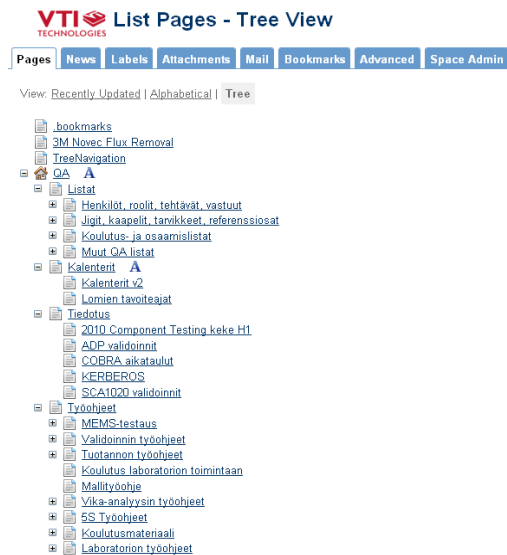 VTI TECHNOLOGIES List Pages - Tree View
Pages News Labels Attachments Mail Bookmarks Advanced Space Admin
View: Recently Updated | Alphabetical | Tree
.bookmarks
3M Novec Flux Removal
TreeNavigation
QA A
Listat
Henkilöt, roolit, tehtävät, vastuut
Jigit, kaapelit, tarvikkeet, referenssiosat
Koulutus- ja osaamislistat
Muut QA listat
Kalenterit A
Kalenterit v2
Lomien tavoiteajat
Tiedotus
2010 Component Testing keke H1
ADP validoinnit
COBRA aikataulut
KERBEROS
SCA1020 validoinnit
Työohjeet
MEMS-testaus
Validoinnin työohjeet
Tuotannon työohjeet
Koulutus laboratorion toimintaan
Mallityöohje
Vika-analyysin työohjeet
5S Työohjeet
Koulutusmateriaali
Laboratorion työohjeet